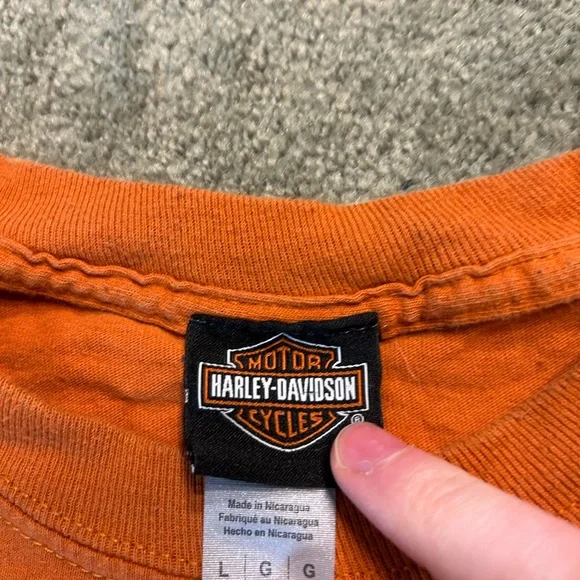 MOTOR
HARLEY-DAVIDSON
CYCLES
®
Made in Nicaragua
Fabriqué au Nicaragua
Hecho en Nicaragua
L | G | G